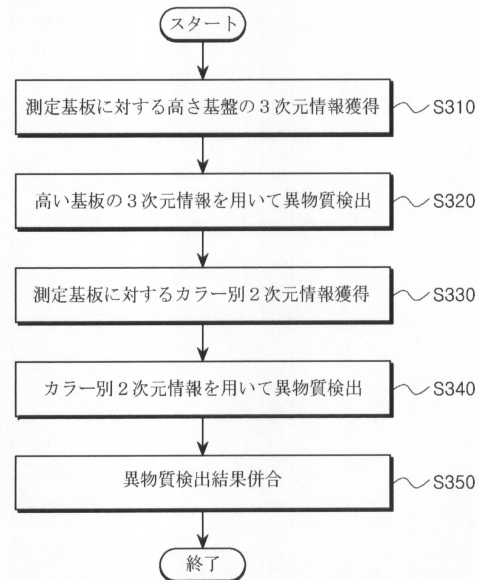 スタート
測定基板に対する高さ基盤の3次元情報獲得 S310
高い基板の3次元情報を用いて異物質検出 S320
測定基板に対するカラー別2次元情報獲得 S330
カラー別2次元情報を用いて異物質検出 S340
異物質検出結果併合 S350
終了